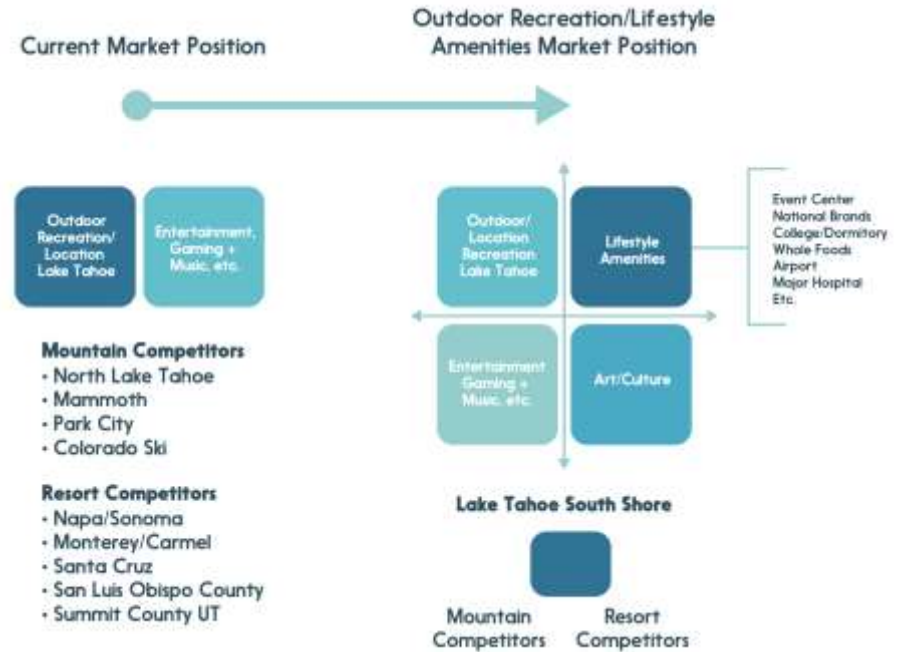 Current Market Position
Outdoor Recreation/Lifestyle
Amenities Market Position
Outdoor
Recreation/
Location
Lake Tahoe
Entertainment,
Gaming +
Music, etc.
Mountain Competitors
• North Lake Tahoe
• Mammoth
• Park City
• Colorado Ski
Resort Competitors
• Napa/Sonoma
• Monterey/Carmel
• Santa Cruz
• San Luis Obispo County
• Summit County UT
Outdoor/
Location
Recreation
Lake Tahoe
Lifestyle
Amenities
Entertainment
Gaming +
Music, etc.
Art/Culture
Event Center
National Brands
College/Dormitory
Whole Foods
Airport
Major Hospital
Etc.
Lake Tahoe South Shore
Mountain
Competitors
Resort
Competitors